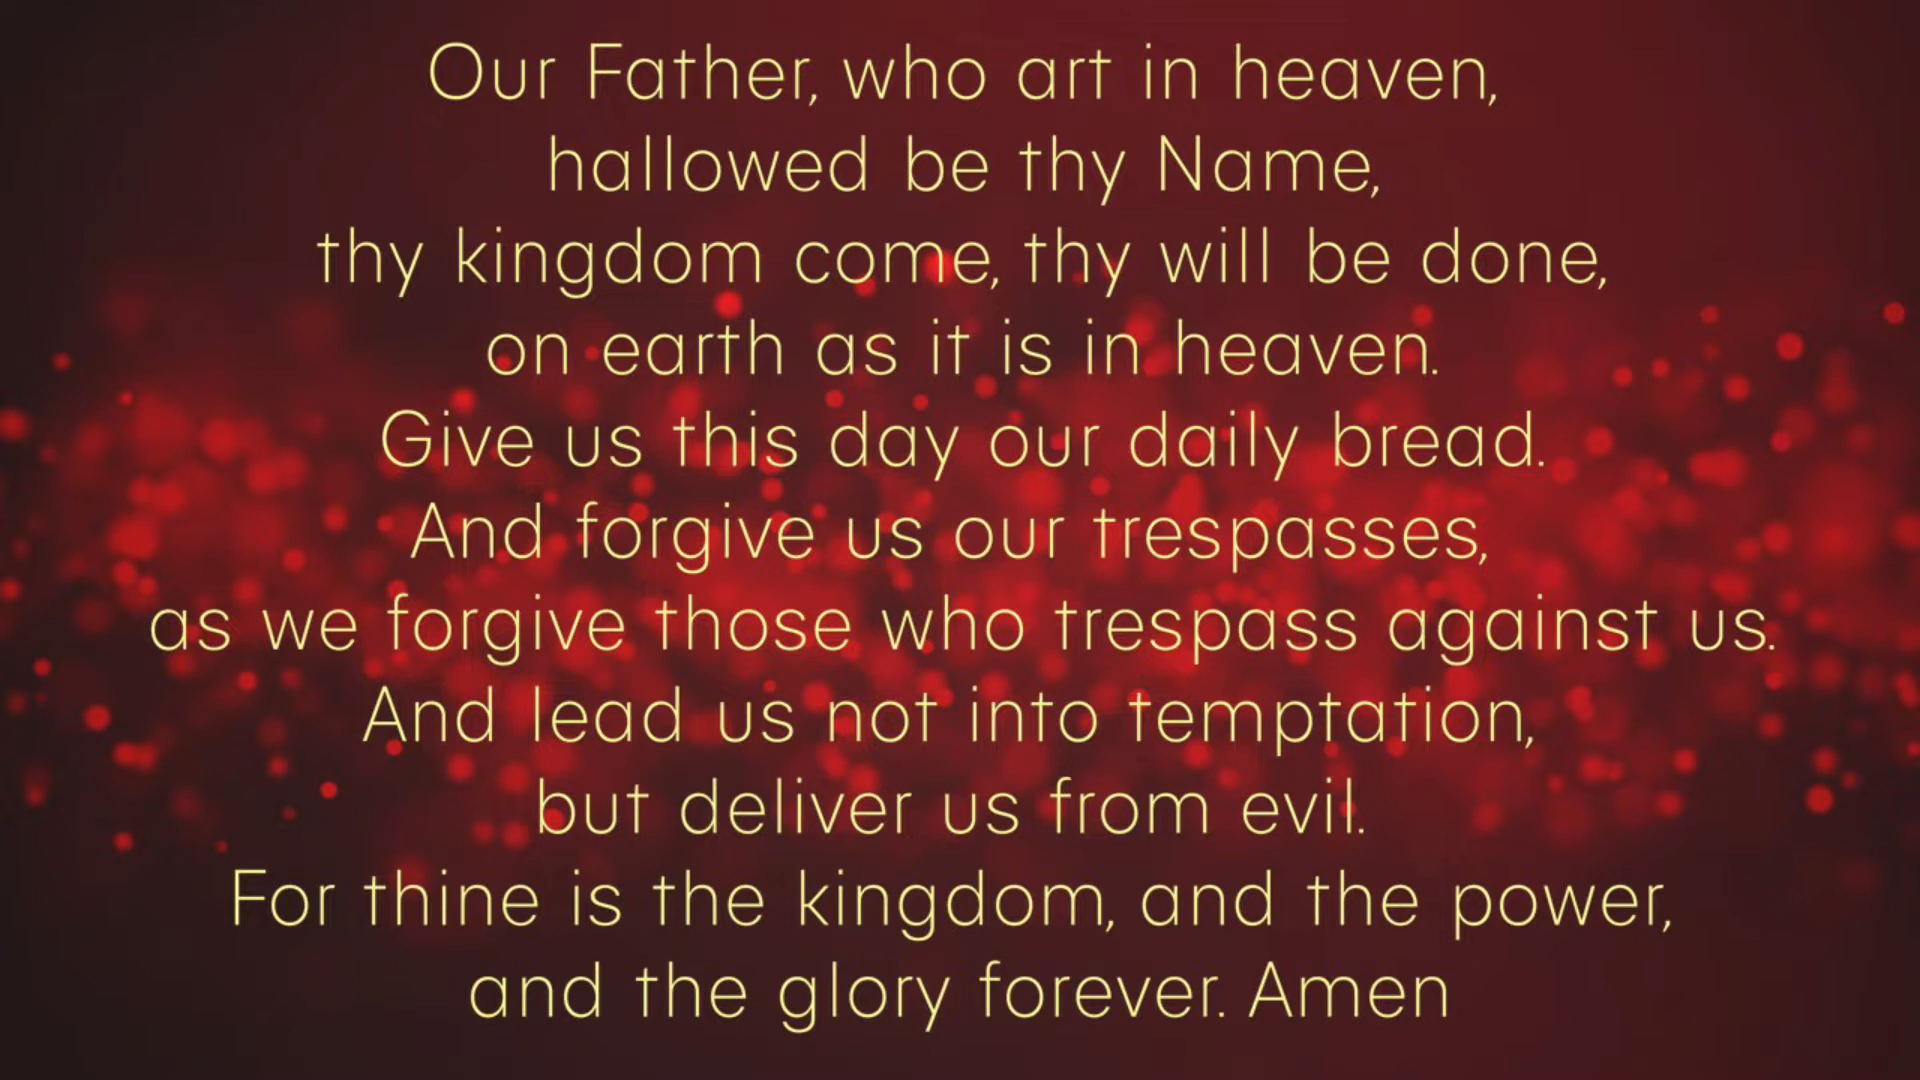 Our Father, who art in heaven,
hallowed be thy Name,
thy kingdom come, thy will be done,
on earth as it is in heaven.
Give us this day our daily bread.
And forgive us our trespasses,
as we forgive those who trespass against us.
And lead us not into temptation,
but deliver us from evil.
For thine is the kingdom, and the power,
and the glory forever. Amen